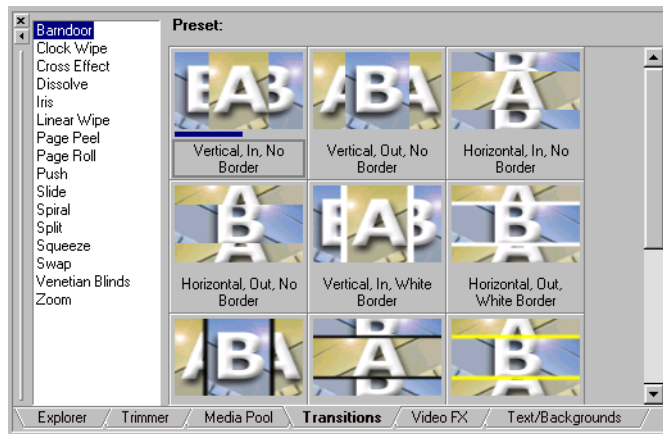 Preset:
Barndoor
Clock Wipe
Cross Effect
Dissolve
Iris
Linear Wipe
Page Peel
Page Roll
Push
Slide
Spiral
Split
Squeeze
Swap
Venetian Blinds
Zoom
B A B
Vertical, In, No
Border
A B A
Vertical, Out, No
Border
B
A
B
Horizontal, In, No
Border
A
B
A
Horizontal, Out, No
Border
B A B
Vertical, In, White
Border
A
B
A
Horizontal, Out,
White Border
A B A
B
A
B
A
B
A
Explorer
Trimmer
Media Pool
Transitions
Video FX
Text/Backgrounds